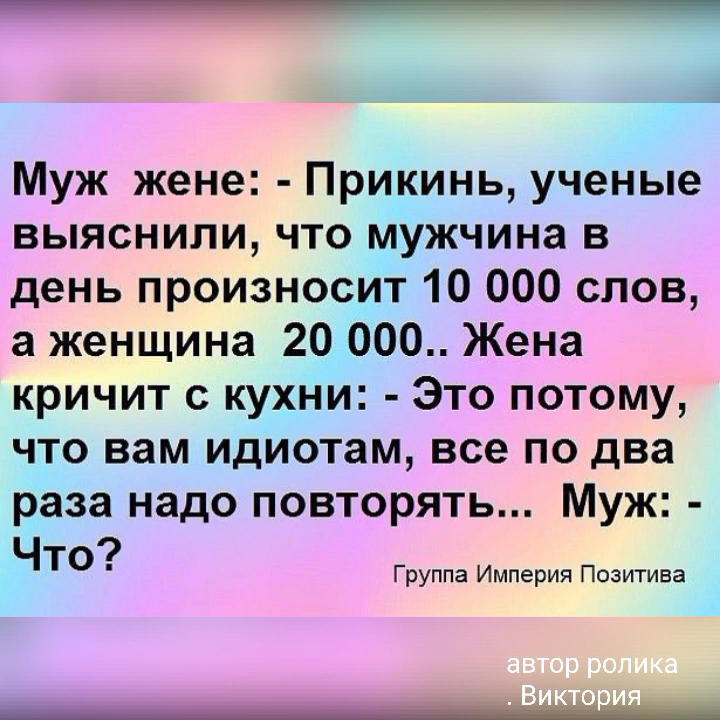 Муж жене: - Прикинь, ученые
выяснили, что мужчина в
день произносит 10 000 слов,
а женщина 20 000.. Жена
кричит с кухни: - Это потому,
что вам идиотам, все по два
раза надо повторять... Муж: -
Что?
Группа Империя Позитива
автор ролика
. Виктория